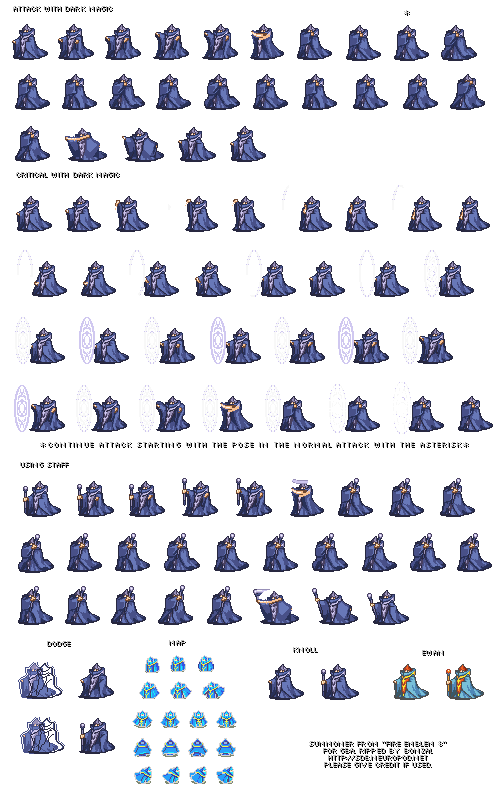 ATTACK WITH DARK MAGIC
*
CRITICAL WITH DARK MAGIC
*CONTINUE ATTACK STARTING WITH THE POSE IN THE NORMAL ATTACK WITH THE ASTERISK*
USING STAFF
DODGE
MAP
KNOLL
EWAN
SUMMONER FROM "FIRE EMBLEM 8"
FOR GBA RIPPED BY BONZAI.
HTTP://SDB.NEUROPOD.NET
PLEASE GIVE CREDIT IF USED.